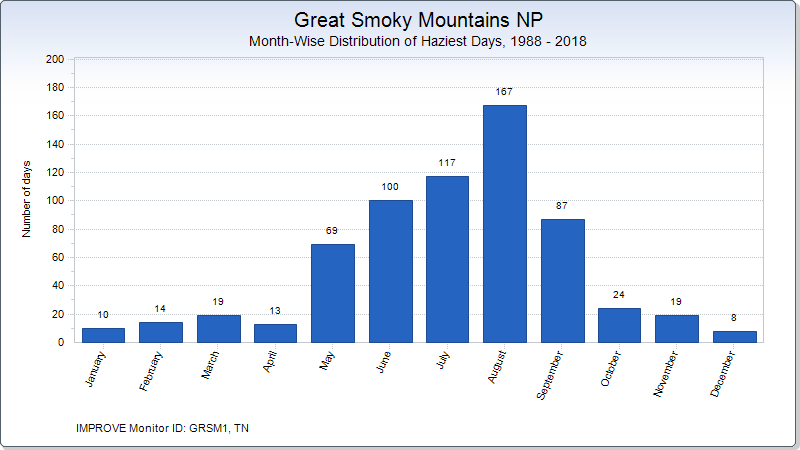 Great Smoky Mountains NP
Month-Wise Distribution of Haziest Days, 1988 - 2018
Number of days
200
180
160
140
120
100
80
60
40
20
0
10
14
19
13
69
100
117
167
87
24
19
8
January
February
March
April
May
June
July
August
September
October
November
December
IMPROVE Monitor ID: GRSM1, TN